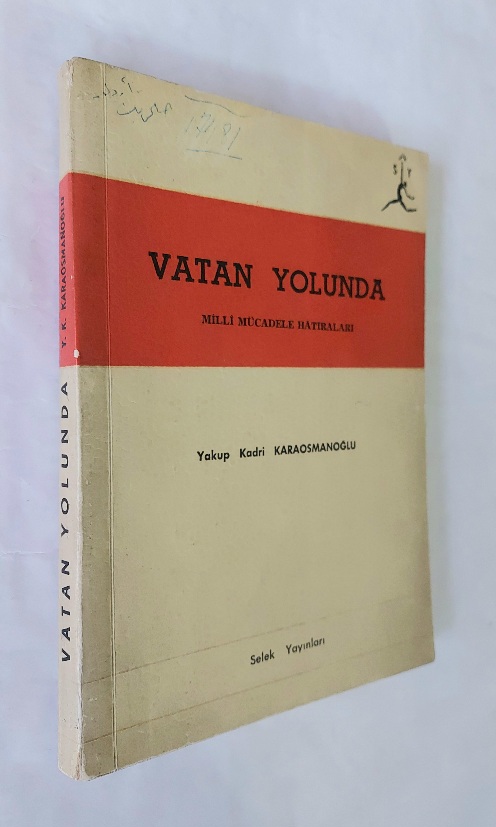 VATAN YOLUNDA
MİLLİ MÜCADELE HATIRALARI
Yakup Kadri KARAOSMANOĞLU
Selek Yayınları
VATAN YOLUNDA Y. K. KARAOSMANOĞLU